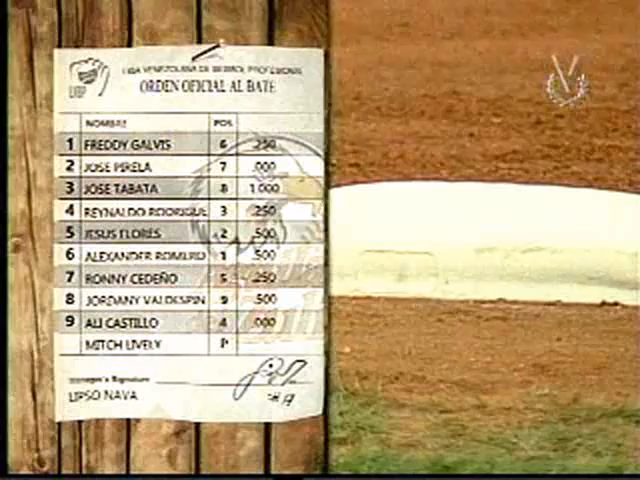 LIGA VENEZOLANA DE BEISBOL PROFESIONAL
ORDEN OFICIAL AL BATE
LVBP
NOMBRE POS
1 FREDDY GALVIS 6 .250
2 JOSE PIRELA 7 .000
3 JOSE TABATA 8 1.000
4 REYNALDO RODRIGUE 3 .250
5 JESUS FLORES 2 .500
6 ALEXANDER ROMERO 1 .500
7 RONNY CEDEÑO 5 .250
8 JORDANY VALDESPIN 9 .500
9 ALI CASTILLO 4 .000
MITCH LIVELY P
Manager's Signature
LIPSO NAVA